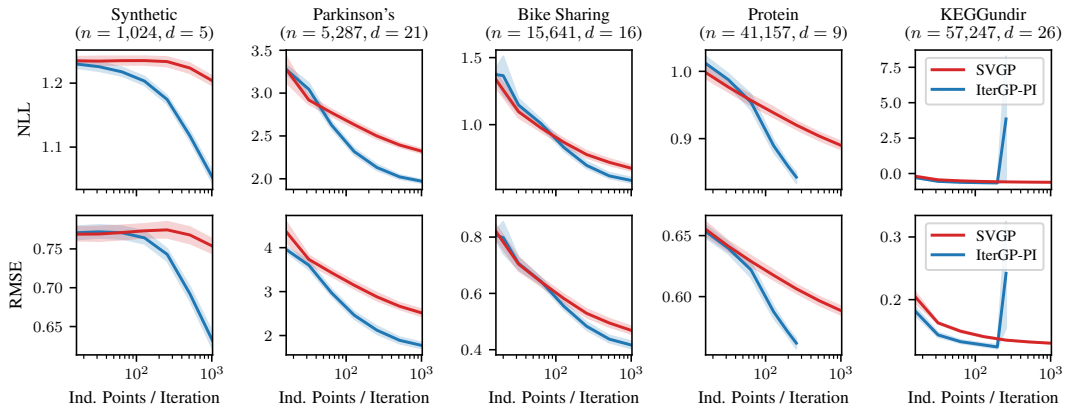 Synthetic
(n = 1,024, d = 5)
Parkinson's
(n = 5,287, d = 21)
Bike Sharing
(n = 15,641, d = 16)
Protein
(n = 41,157, d = 9)
KEGGundir
(n = 57,247, d = 26)
NLL
1.2
1.1
3.5
3.0
2.5
2.0
1.5
1.0
1.0
0.9
7.5
5.0
2.5
0.0
SVGP
IterGP-PI
RMSE
0.75
0.70
0.65
4
3
2
0.8
0.6
0.4
0.65
0.60
0.3
0.2
SVGP
IterGP-PI
10² 10³
10² 10³
10² 10³
10² 10³
10² 10³
Ind. Points / Iteration
Ind. Points / Iteration
Ind. Points / Iteration
Ind. Points / Iteration
Ind. Points / Iteration